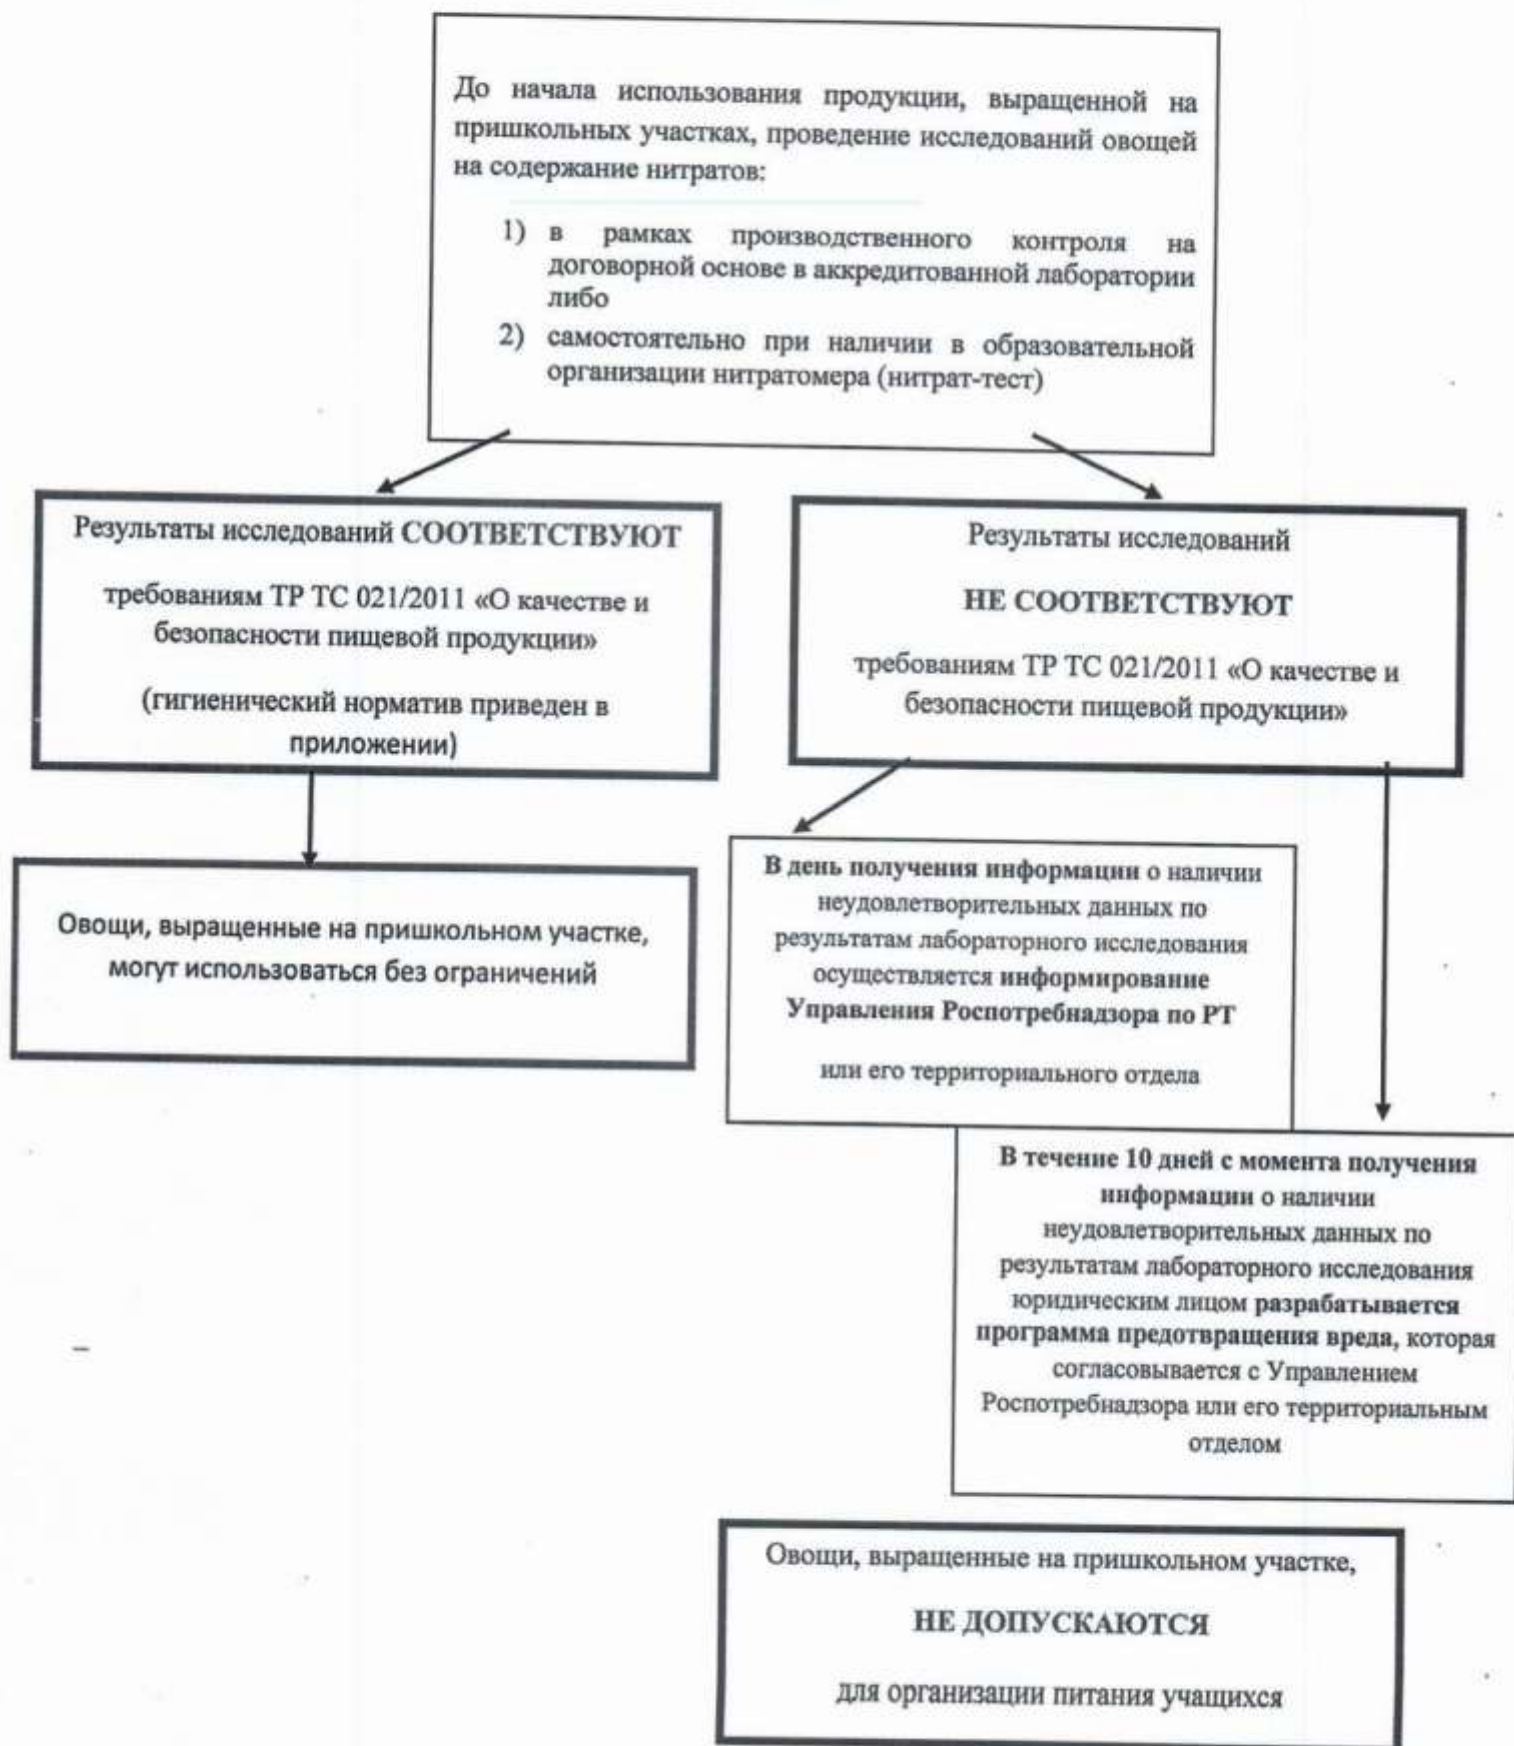 До начала использования продукции, выращенной на
пришкольных участках, проведение исследований овощей
на содержание нитратов:
1) в рамках производственного контроля на
договорной основе в аккредитованной лаборатории
либо
2) самостоятельно при наличии в образовательной
организации нитратомера (нитрат-тест)
Результаты исследований СООТВЕТСТВУЮТ
требованиям ТР ТС 021/2011 «О качестве и
безопасности пищевой продукции»
(гигиенический норматив приведен в
приложении)
Результаты исследований
НЕ СООТВЕТСТВУЮТ
требованиям ТР ТС 021/2011 «О качестве и
безопасности пищевой продукции»
Овощи, выращенные на пришкольном участке,
могут использоваться без ограничений
В день получения информации о наличии
неудовлетворительных данных по
результатам лабораторного исследования
осуществляется информирование
Управления Роспотребнадзора по РТ
или его территориального отдела
В течение 10 дней с момента получения
информации о наличии
неудовлетворительных данных по
результатам лабораторного исследования
юридическим лицом разрабатывается
программа предотвращения вреда, которая
согласовывается с Управлением
Роспотребнадзора или его территориальным
отделом
Овощи, выращенные на пришкольном участке,
НЕ ДОПУСКАЮТСЯ
для организации питания учащихся